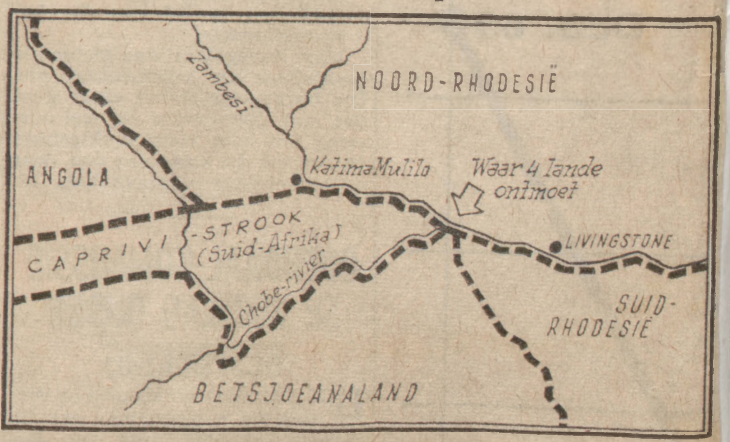 Zambesi
NOORD-RHODESIË
ANGOLA
Katima Mulilo
Waar 4 lande
ontmoet
CAPRIVI-STROOK
(Suid-Afrika)
LIVINGSTONE
Chobe-rivier
SUID-
RHODESIË
BETSJOEANALAND